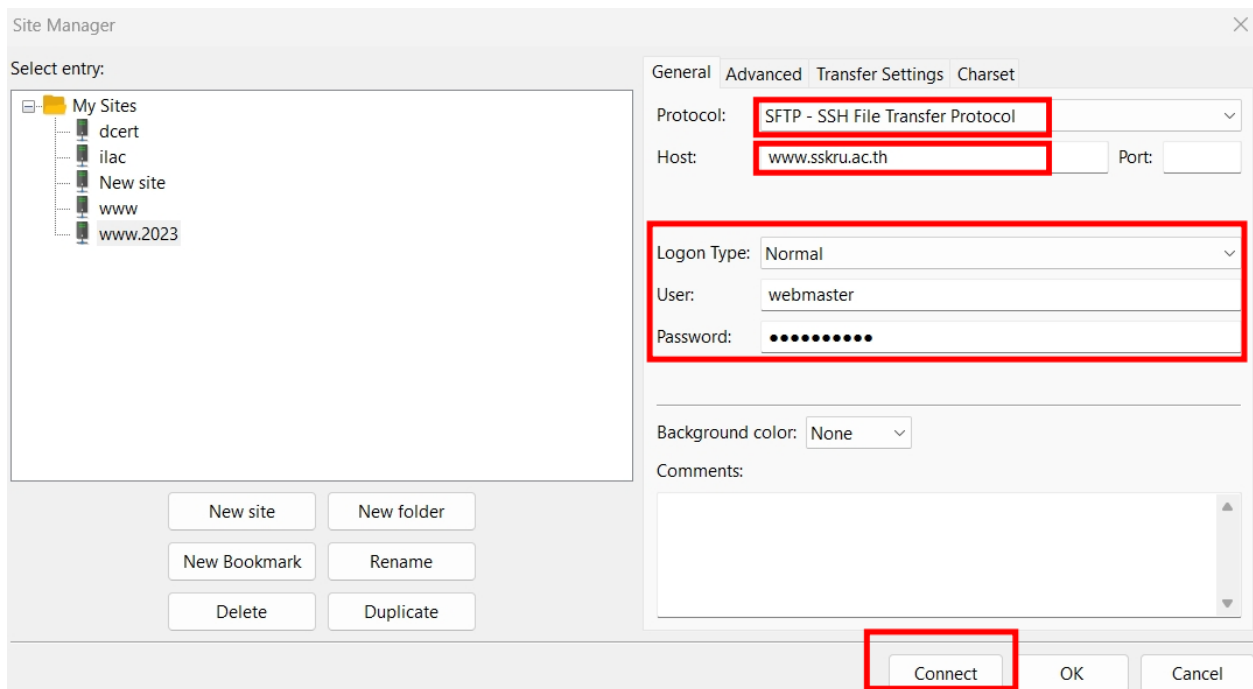 Site Manager
Select entry:
My Sites
dcert
ilac
New site
www
www.2023
New site
New folder
New Bookmark
Rename
Delete
Duplicate
General Advanced Transfer Settings Charset
Protocol: SFTP - SSH File Transfer Protocol
Host: www.sskru.ac.th Port:
Logon Type: Normal
User: webmaster
Password: ●●●●●●●●●●
Background color: None
Comments:
Connect OK Cancel